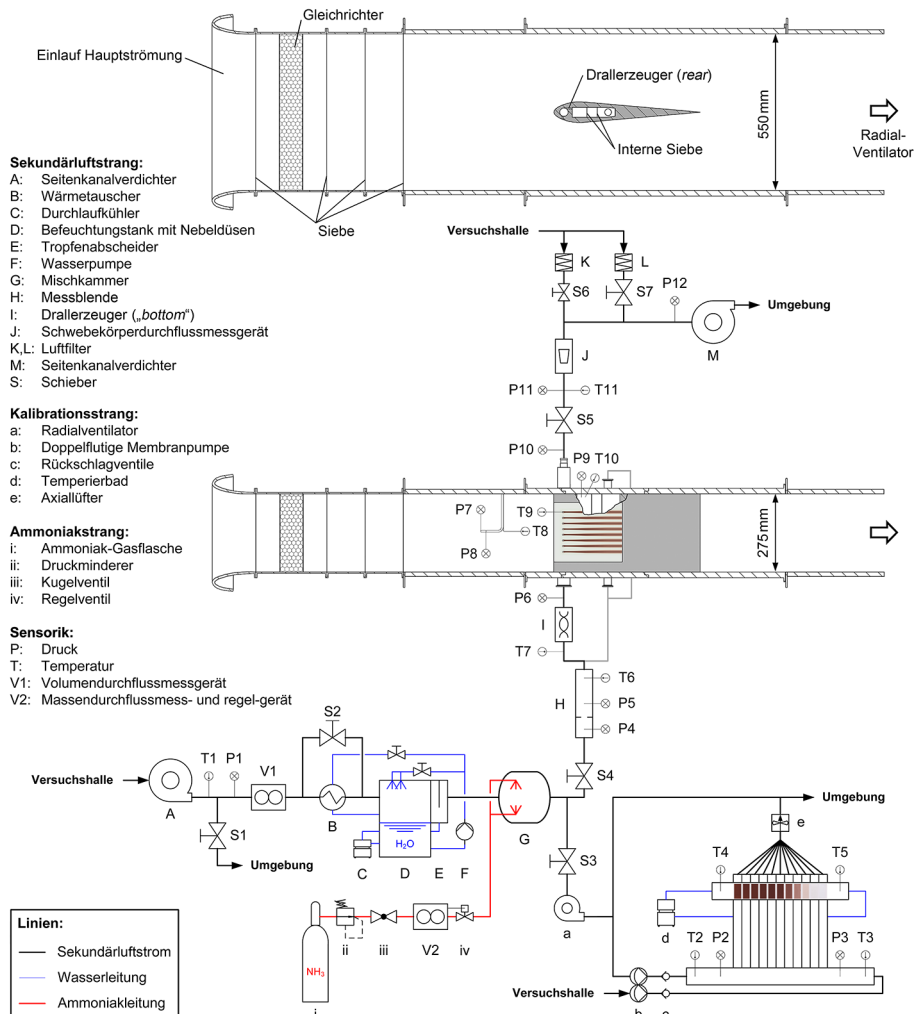 Gleichrichter
Einlauf Hauptströmung
Drallerzeuger (rear)
Interne Siebe
550 mm
Radial-
Ventilator
Siebe
Sekundärluftstrang:
A: Seitenkanalverdichter
B: Wärmetauscher
C: Durchlaufkühler
D: Befeuchtungstank mit Nebeldüsen
E: Tropfenabscheider
F: Wasserpumpe
G: Mischkammer
H: Messblende
I: Drallerzeuger („bottom“)
J: Schwebekörperdurchflussmessgerät
K,L: Luftfilter
M: Seitenkanalverdichter
S: Schieber
Kalibrationsstrang:
a: Radialventilator
b: Doppelflutige Membranpumpe
c: Rückschlagventile
d: Temperierbad
e: Axiallüfter
Ammoniakstrang:
i: Ammoniak-Gasflasche
ii: Druckminderer
iii: Kugelventil
iv: Regelventil
Sensorik:
P: Druck
T: Temperatur
V1: Volumendurchflussmessgerät
V2: Massendurchflussmess- und regel-gerät
Versuchshalle
K
L
S6
S7
P12
Umgebung
M
J
P11
T11
S5
P10
P9
T10
P7
T9
T8
P8
275 mm
P6
I
T7
T6
H
P5
P4
S4
S2
T1
P1
V1
Versuchshalle
A
S1
Umgebung
B
H₂O
C
D
E
F
G
S3
a
Umgebung
e
T4
T5
d
T2
P2
P3
T3
Versuchshalle
b
c
NH₃
i
ii
iii
V2
iv
Linien:
Sekundärluftstrom
Wasserleitung
Ammoniakleitung